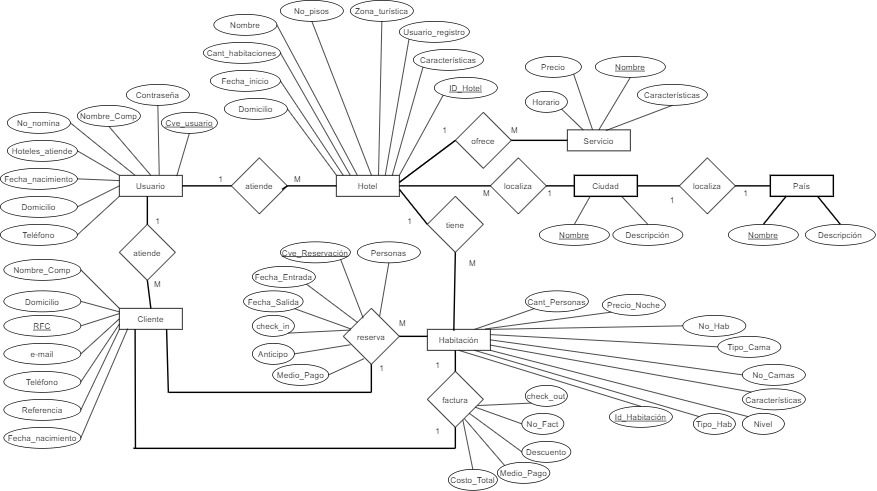 No_pisos
Zona_turística
Nombre
Usuario_registro
Cant_habitaciones
Características
Fecha_inicio
ID_Hotel
Domicilio
Precio
Nombre
Horario
Características
Contraseña
Nombre_Comp
No_nomina
Cve_usuario
Hoteles_atiende
Fecha_nacimiento
Domicilio
Teléfono
1
ofrece
M
Servicio
Usuario
1
atiende
M
Hotel
M
localiza
1
Ciudad
1
localiza
1
País
1
tiene
M
Nombre
Descripción
Nombre
Descripción
1
atiende
M
Nombre_Comp
Domicilio
RFC
e-mail
Teléfono
Referencia
Fecha_nacimiento
Cliente
Cve_Reservación
Personas
Fecha_Entrada
Fecha_Salida
check_in
Anticipo
Medio_Pago
reserva
M
1
Habitación
Cant_Personas
Precio_Noche
No_Hab
Tipo_Cama
No_Camas
Características
Nivel
Tipo_Hab
Id_Habitación
1
factura
1
check_out
No_Fact
Descuento
Medio_Pago
Costo_Total